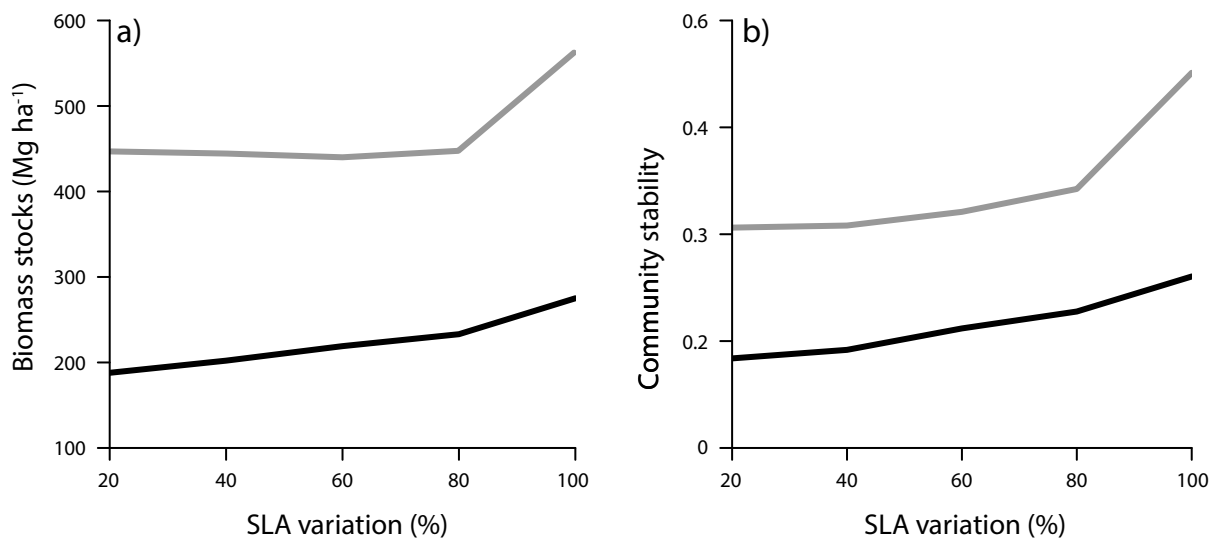 a)
Biomass stocks (Mg ha⁻¹)
600
500
400
300
200
100
20 40 60 80 100
SLA variation (%)
b)
Community stability
0.6
0.4
0.3
0.2
0
20 40 60 80 100
SLA variation (%)